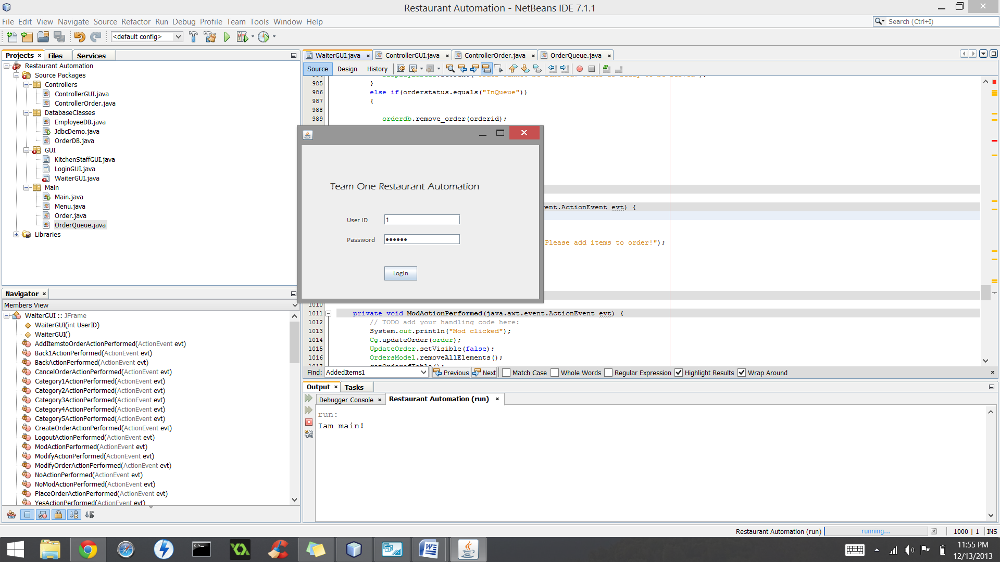 Restaurant Automation - NetBeans IDE 7.1.1
File Edit View Navigate Source Refactor Run Debug Profile Team Tools Window Help
Search (Ctrl+I)
<default config>
Projects Files Services
Restaurant Automation
Source Packages
Controllers
ControllerGUI.java
ControllerOrder.java
DatabaseClasses
EmployeeDB.java
JdbcDemo.java
OrderDB.java
GUI
KitchenStaffGUI.java
LoginGUI.java
WaiterGUI.java
Main
Main.java
Menu.java
Order.java
OrderQueue.java
Libraries
Navigator
Members View
WaiterGUI :: JFrame
WaiterGUI(int UserID)
WaiterGUI()
AddItemstoOrderActionPerformed(ActionEvent evt)
Back1ActionPerformed(ActionEvent evt)
BackActionPerformed(ActionEvent evt)
CancelOrderActionPerformed(ActionEvent evt)
Category1ActionPerformed(ActionEvent evt)
Category2ActionPerformed(ActionEvent evt)
Category3ActionPerformed(ActionEvent evt)
Category4ActionPerformed(ActionEvent evt)
Category5ActionPerformed(ActionEvent evt)
CreateOrderActionPerformed(ActionEvent evt)
LogoutActionPerformed(ActionEvent evt)
ModActionPerformed(ActionEvent evt)
ModifyActionPerformed(ActionEvent evt)
ModifyOrderActionPerformed(ActionEvent evt)
NoActionPerformed(ActionEvent evt)
NoModActionPerformed(ActionEvent evt)
PlaceOrderActionPerformed(ActionEvent evt)
YesActionPerformed(ActionEvent evt)
WaiterGUI.java ControllerGUI.java ControllerOrder.java OrderQueue.java
Source Design History
985 }
986 else if(orderstatus.equals("InQueue"))
987 {
988
989 orderdb.remove_order(orderid);
vent.ActionEvent evt) {
Please add items to order!");
Team One Restaurant Automation
User ID 1
Password ••••••
Login
1010
1011 private void ModActionPerformed(java.awt.event.ActionEvent evt) {
1012 // TODO add your handling code here:
1013 System.out.println("Mod clicked");
1014 Cg.updateOrder(order);
1015 UpdateOrder.setVisible(false);
1016 OrdersModel.removeAllElements();
Find: AddedItems1 Previous Next Match Case Whole Words Regular Expression Highlight Results Wrap Around
Output Tasks
Debugger Console Restaurant Automation (run)
run:
Iam main!
Restaurant Automation (run) running... 1000 | 1 INS
11:55 PM
12/13/2013